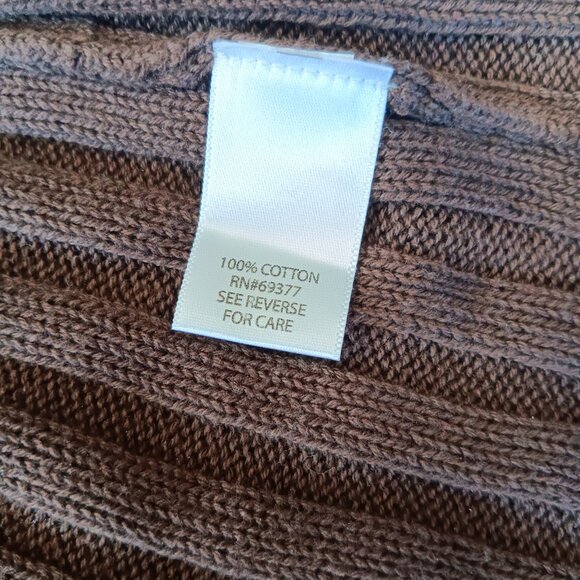 100% COTTON
RN#69377
SEE REVERSE
FOR CARE